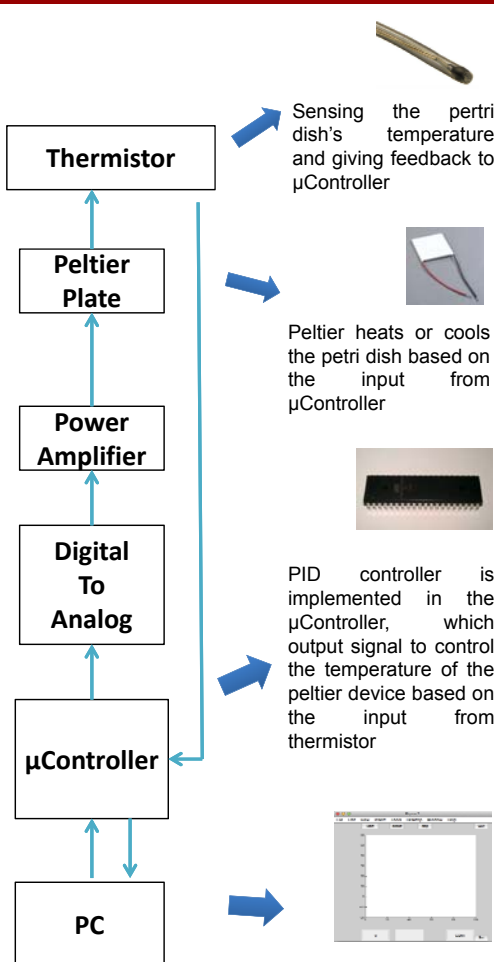 Sensing the pertri
dish's temperature
and giving feedback to
µController
Thermistor
Peltier
Plate
Peltier heats or cools
the petri dish based on
the input from
µController
Power
Amplifier
Digital
To
Analog
PID controller is
implemented in the
µController, which
output signal to control
the temperature of the
peltier device based on
the input from
thermistor
µController
PC